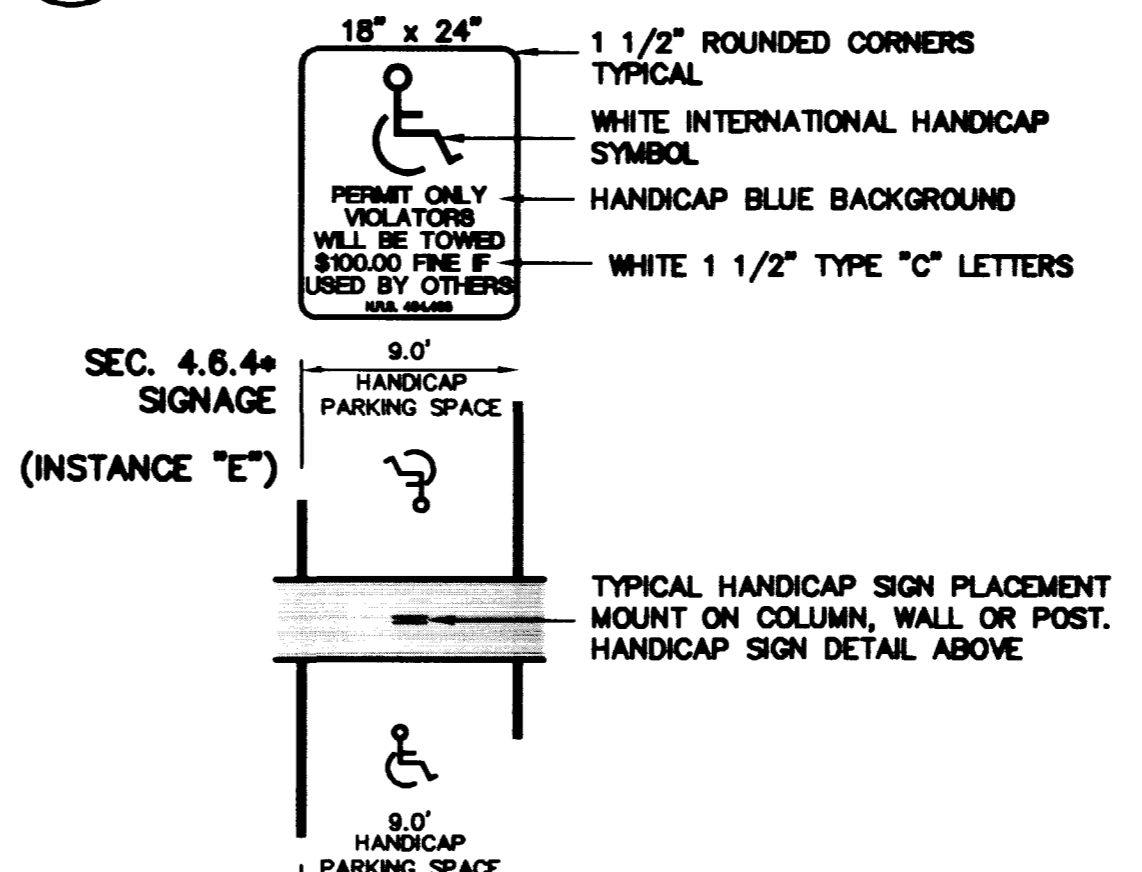 18" x 24"
1 1/2" ROUNDED CORNERS
TYPICAL
WHITE INTERNATIONAL HANDICAP
SYMBOL
HANDICAP BLUE BACKGROUND
WHITE 1 1/2" TYPE "C" LETTERS
PERMIT ONLY
VIOLATORS
WILL BE TOWED
$100.00 FINE IF
USED BY OTHERS
N.R.S.
SEC. 4.6.4*
SIGNAGE
(INSTANCE "E")
9.0'
HANDICAP
PARKING SPACE
TYPICAL HANDICAP SIGN PLACEMENT
MOUNT ON COLUMN, WALL OR POST.
HANDICAP SIGN DETAIL ABOVE
9.0'
HANDICAP
PARKING SPACE